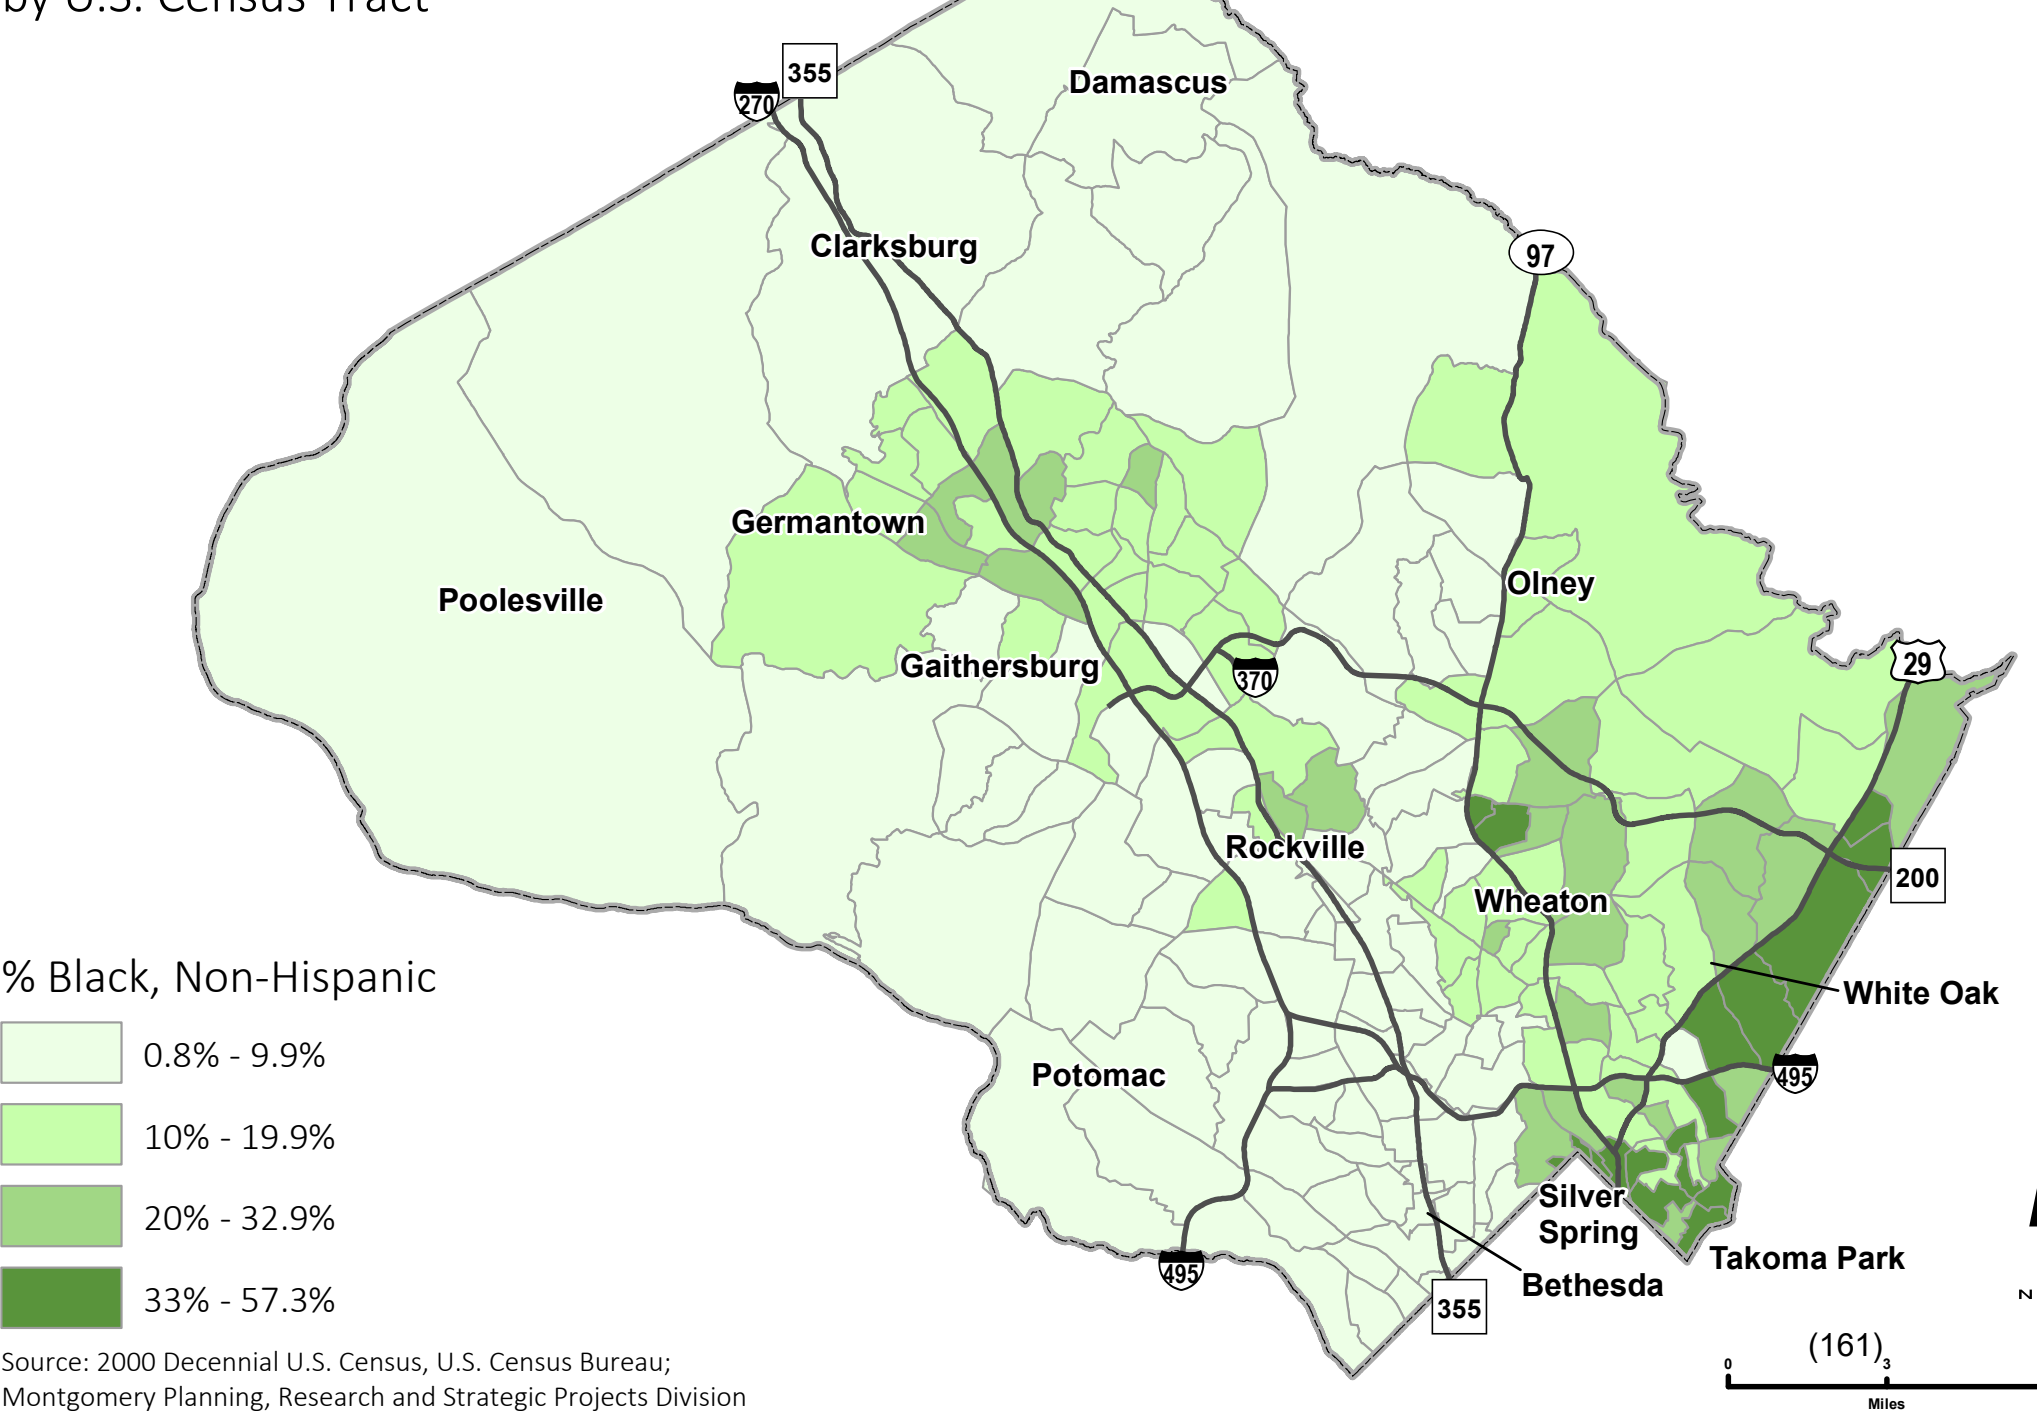 by U.S. Census Tract
355
270
Damascus
Clarksburg
97
Germantown
Olney
Poolesville
Gaithersburg
370
29
Rockville
200
Wheaton
White Oak
Potomac
495
Silver
Spring
Takoma Park
495
Bethesda
355
% Black, Non-Hispanic
0.8% - 9.9%
10% - 19.9%
20% - 32.9%
33% - 57.3%
Source: 2000 Decennial U.S. Census, U.S. Census Bureau;
Montgomery Planning, Research and Strategic Projects Division
N
(161)
0 3
Miles